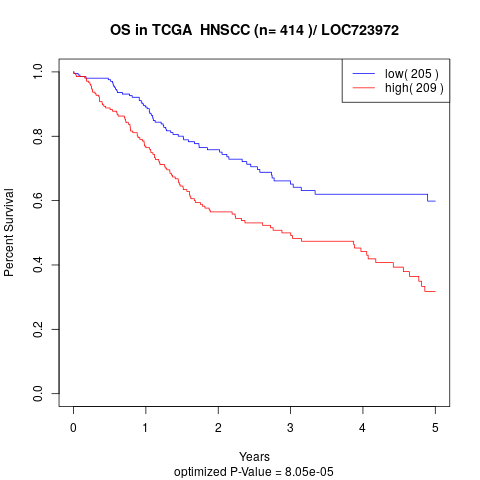 OS in TCGA  HNSCC (n= 414 )/ LOC723972
low( 205 )
high( 209 )
Percent Survival
1.0
0.8
0.6
0.4
0.2
0.0
0 1 2 3 4 5
Years
optimized P-Value = 8.05e-05